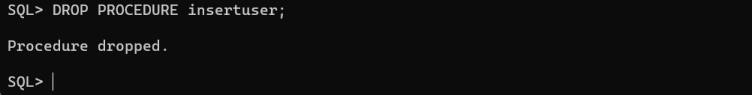 SQL> DROP PROCEDURE insertuser;
Procedure dropped.
SQL>